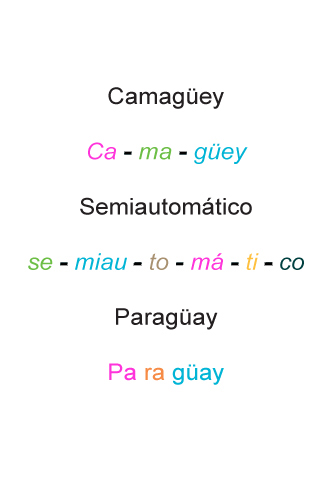 Camagüey
Ca - ma - güey
Semiautomático
se - miau - to - má - ti - co
Paragüay
Pa ra güay